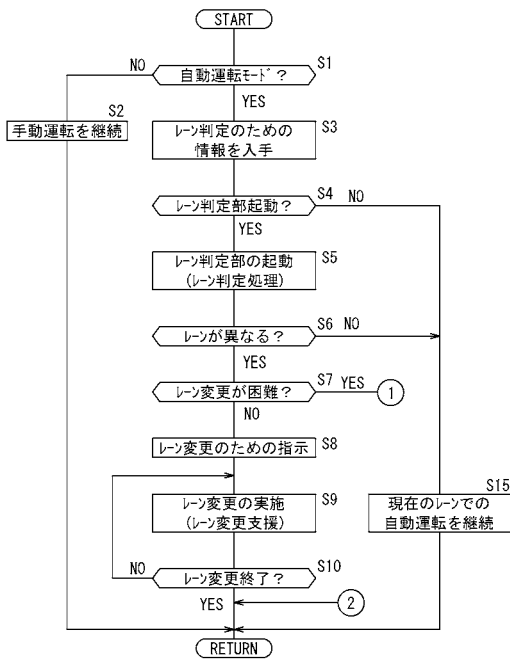 START
NO
自動運転ﾓｰﾄﾞ?
S1
YES
S2
手動運転を継続
ﾚｰﾝ判定のための
情報を入手
S3
ﾚｰﾝ判定部起動?
S4
NO
YES
ﾚｰﾝ判定部の起動
(ﾚｰﾝ判定処理)
S5
ﾚｰﾝが異なる?
S6
NO
YES
ﾚｰﾝ変更が困難?
S7
YES
1
NO
ﾚｰﾝ変更のための指示
S8
ﾚｰﾝ変更の実施
(ﾚｰﾝ変更支援)
S9
S15
現在のﾚｰﾝでの
自動運転を継続
NO
ﾚｰﾝ変更終了?
S10
YES
2
RETURN